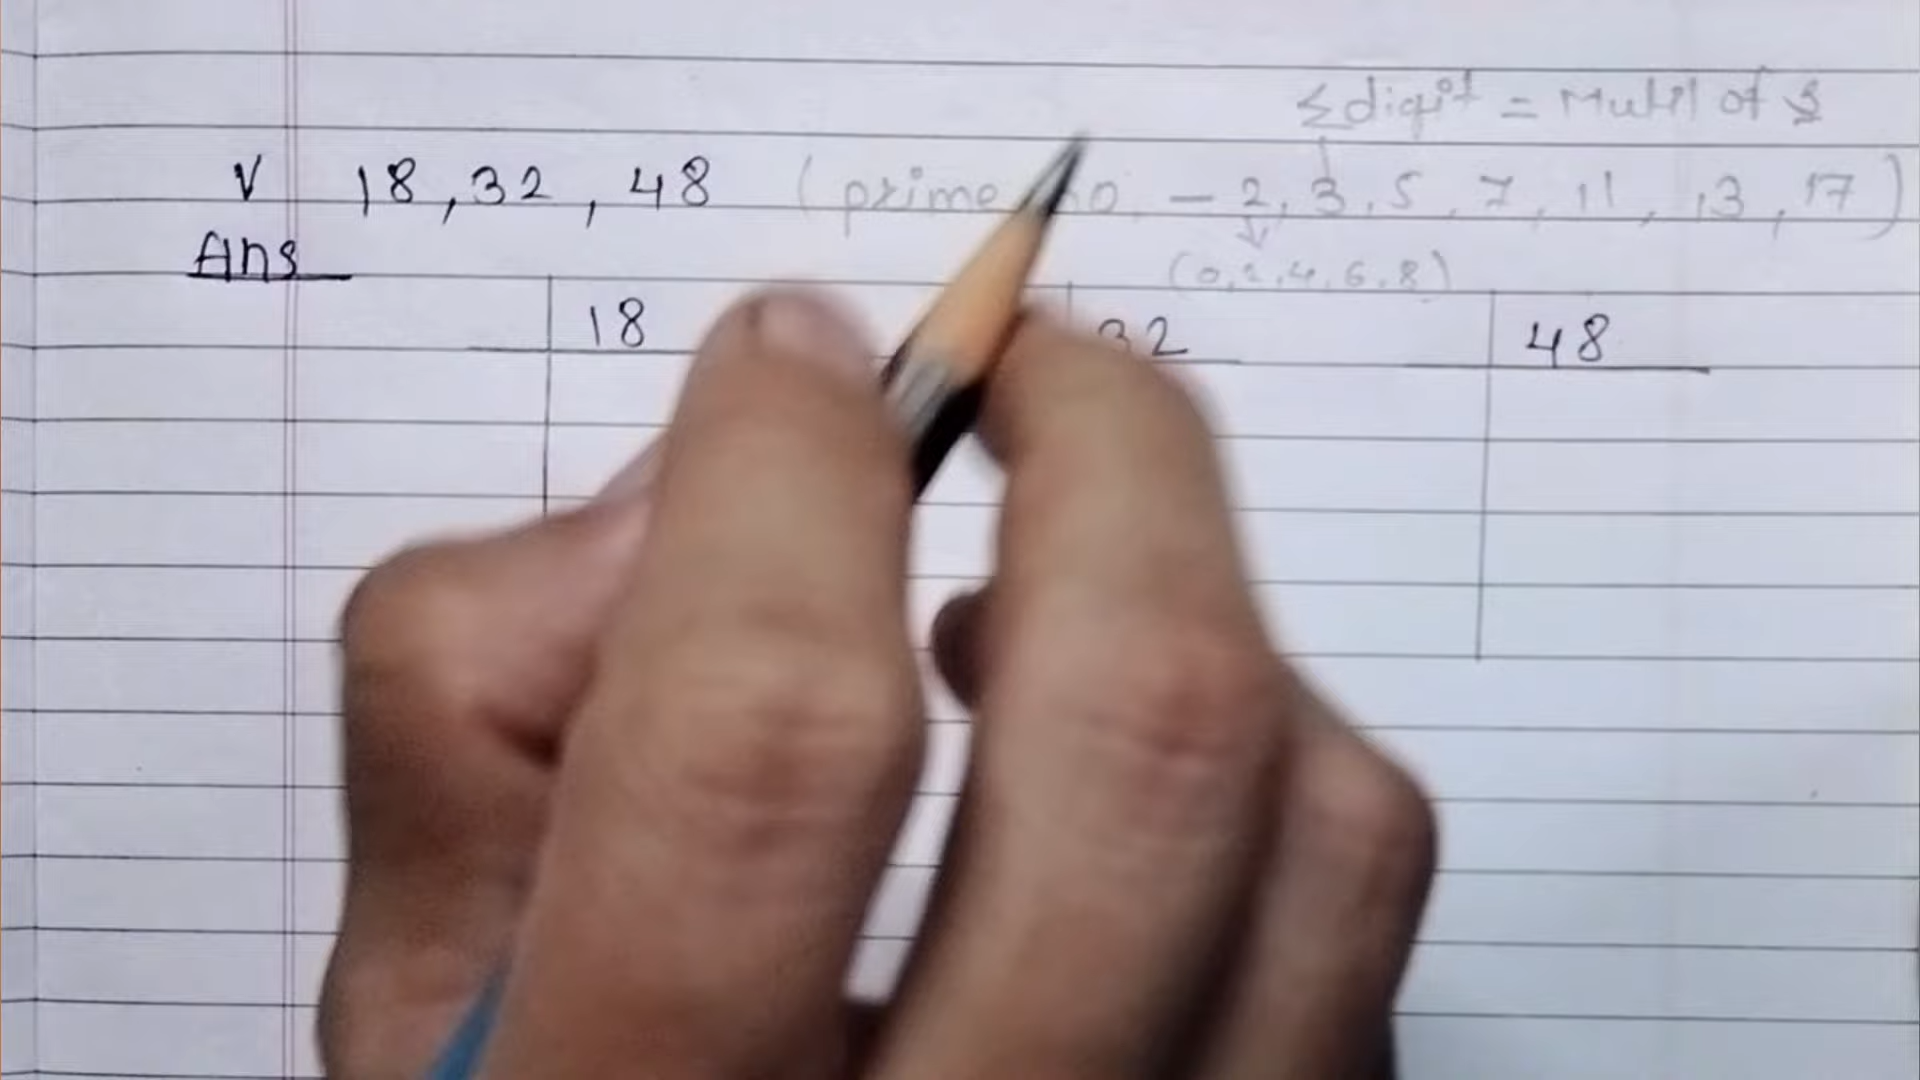 Σdigit = Multi of 3
V 18, 32, 48 (prime no. - 2, 3, 5, 7, 11, 13, 17)
Ans
(0, 2, 4, 6, 8)
18 32 48